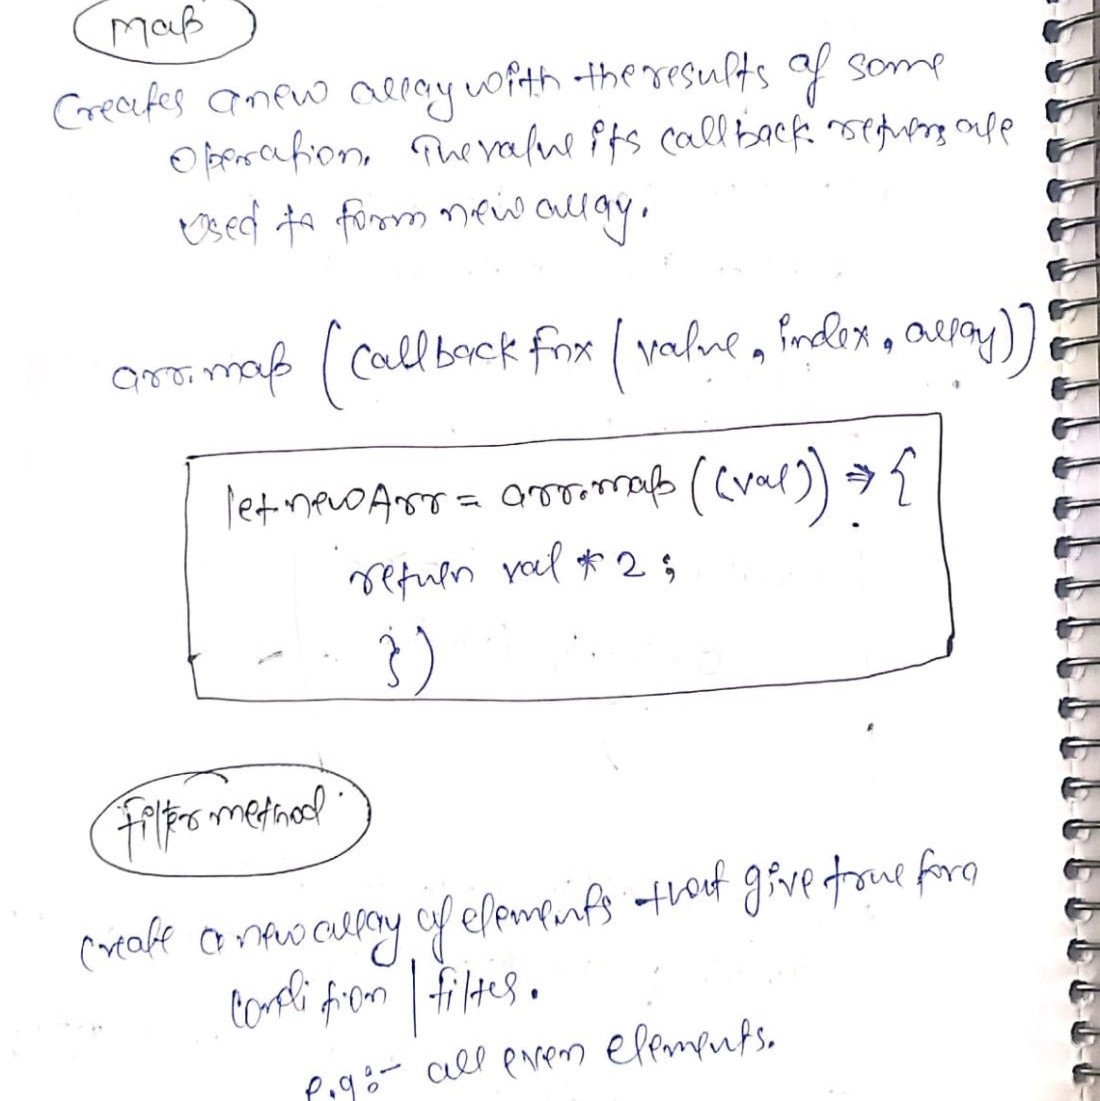 Map
Creates a new array with the results of some
operation. The value its callback returns are
used to form new array.
arr.map (callback fnx (value, index, array))
let newArr = arr.map ((val)) => {
return val * 2 ;
})
filter method
create a new array of elements that give true for a
condition | filter.
e.g:- all even elements.